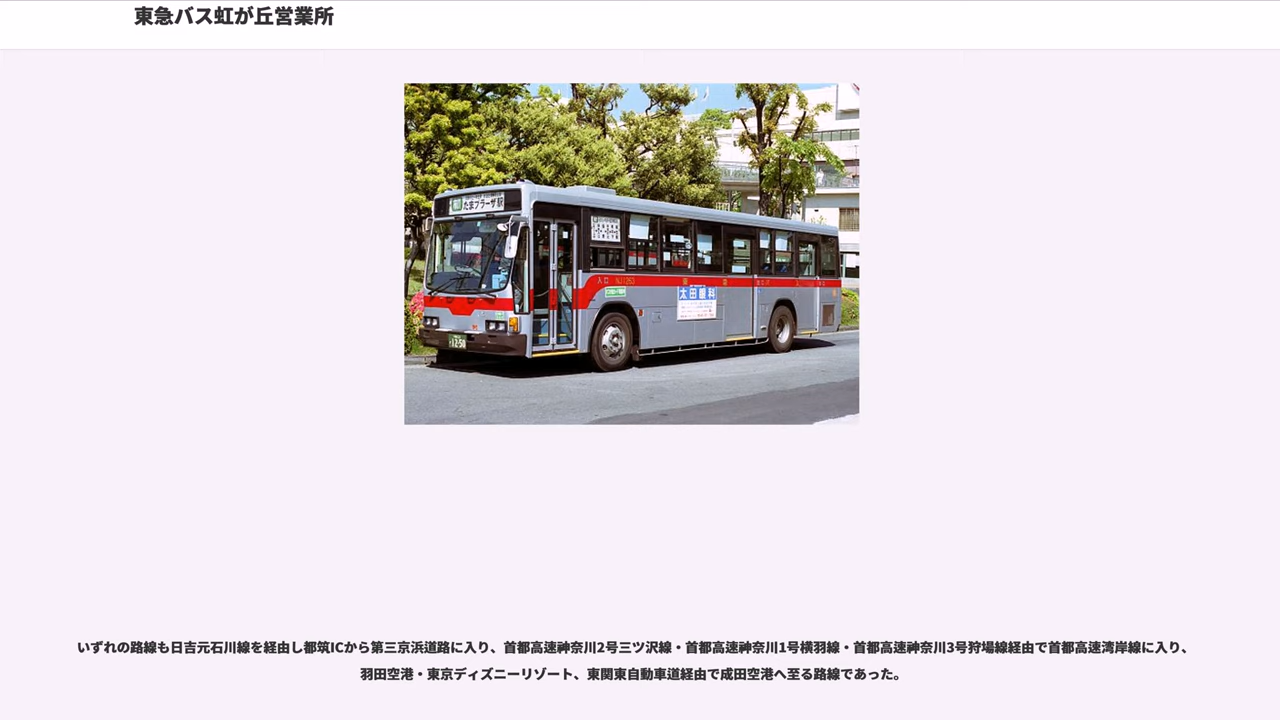 東急バス虹が丘営業所
たまプラーザ駅
入口 NJ1263
太田眼科
12-50
いずれの路線も日吉元石川線を経由し都筑ICから第三京浜道路に入り、首都高速神奈川2号三ツ沢線・首都高速神奈川1号横羽線・首都高速神奈川3号狩場線経由で首都高速湾岸線に入り、
羽田空港・東京ディズニーリゾート、東関東自動車道経由で成田空港へ至る路線であった。